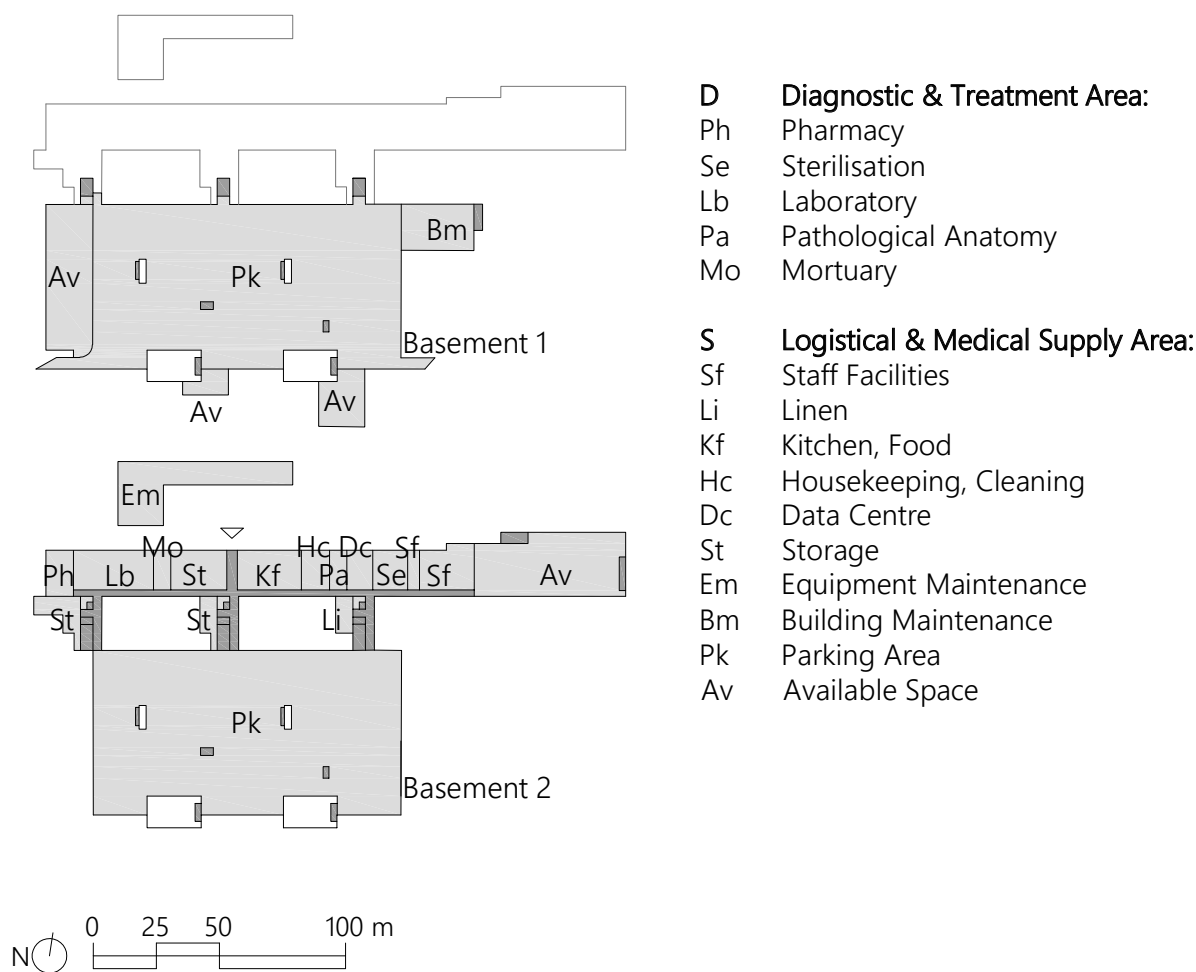 Bm
Av
Pk
Basement 1
Av
Av
Em
Mo
Hc
Dc
Sf
Ph
Lb
St
Kf
Pa
Se
Sf
Av
St
St
Li
Pk
Basement 2
N
0 25 50 100 m
D Diagnostic & Treatment Area:
Ph Pharmacy
Se Sterilisation
Lb Laboratory
Pa Pathological Anatomy
Mo Mortuary
S Logistical & Medical Supply Area:
Sf Staff Facilities
Li Linen
Kf Kitchen, Food
Hc Housekeeping, Cleaning
Dc Data Centre
St Storage
Em Equipment Maintenance
Bm Building Maintenance
Pk Parking Area
Av Available Space